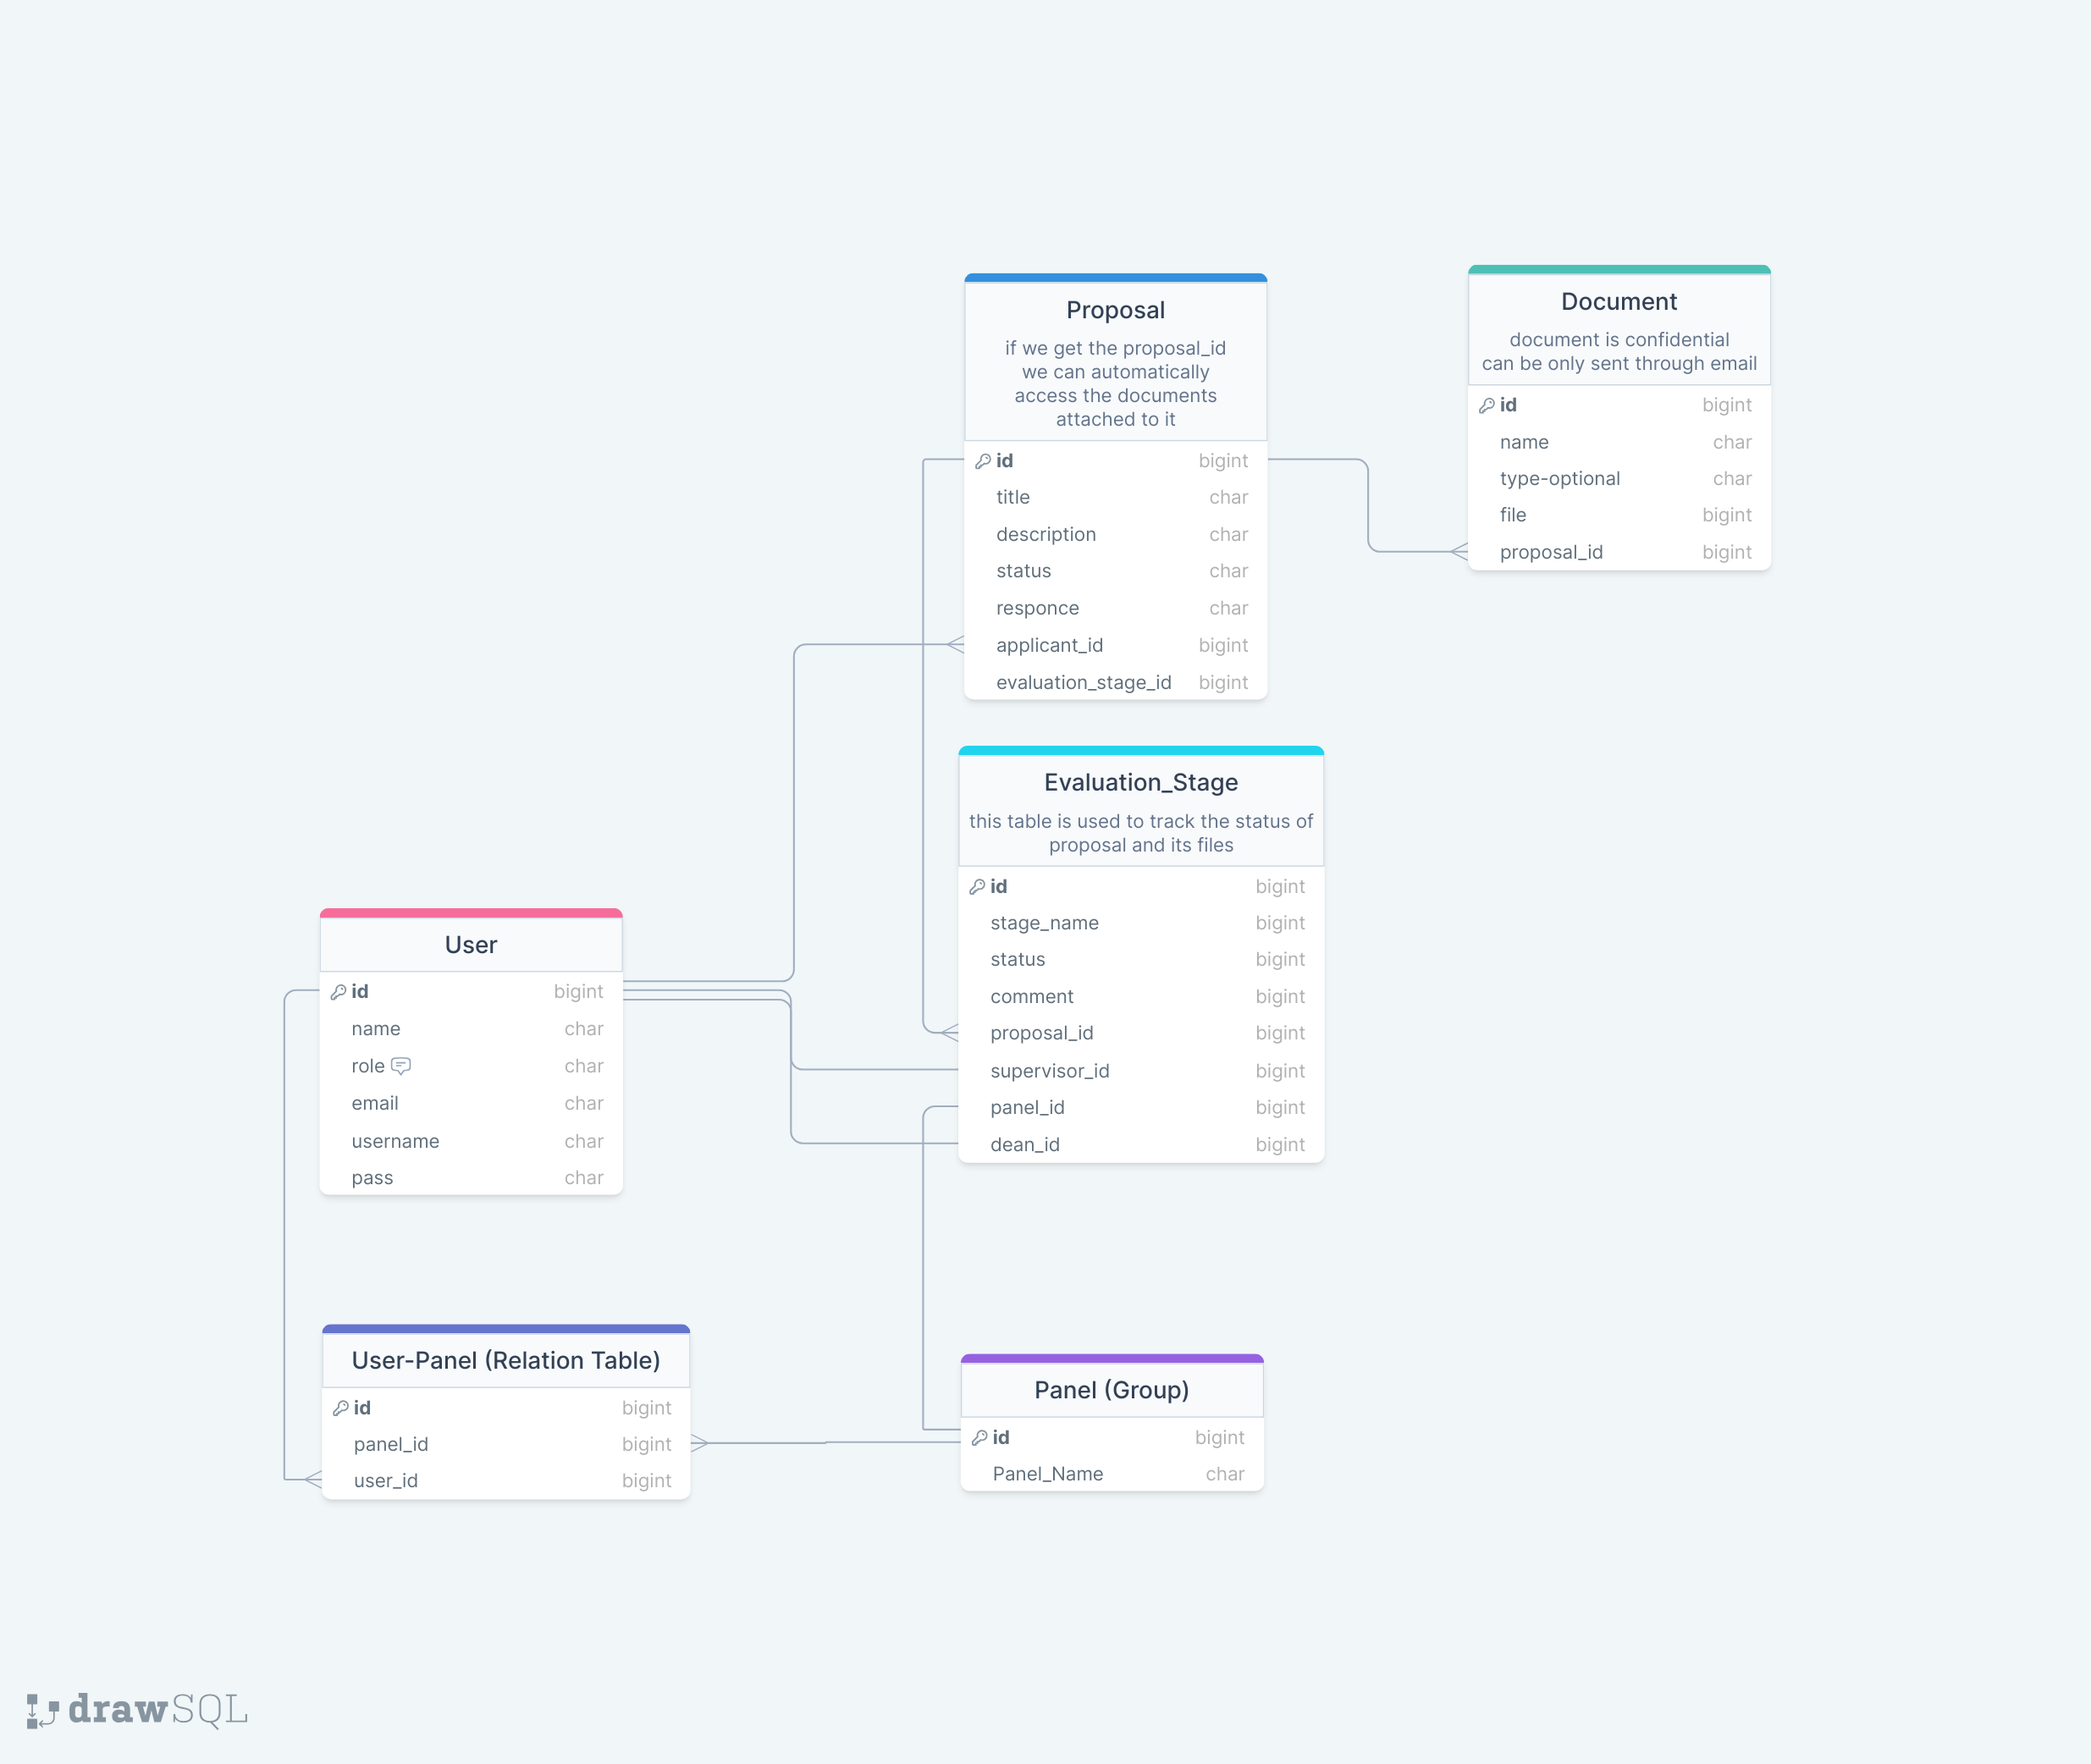 Proposal
if we get the proposal_id
we can automatically
access the documents
attached to it
id bigint
title char
description char
status char
responce char
applicant_id bigint
evaluation_stage_id bigint
Document
document is confidential
can be only sent through email
id bigint
name char
type-optional char
file bigint
proposal_id bigint
Evaluation_Stage
this table is used to track the status of
proposal and its files
id bigint
stage_name bigint
status bigint
comment bigint
proposal_id bigint
supervisor_id bigint
panel_id bigint
dean_id bigint
User
id bigint
name char
role char
email char
username char
pass char
User-Panel (Relation Table)
id bigint
panel_id bigint
user_id bigint
Panel (Group)
id bigint
Panel_Name char
drawSQL